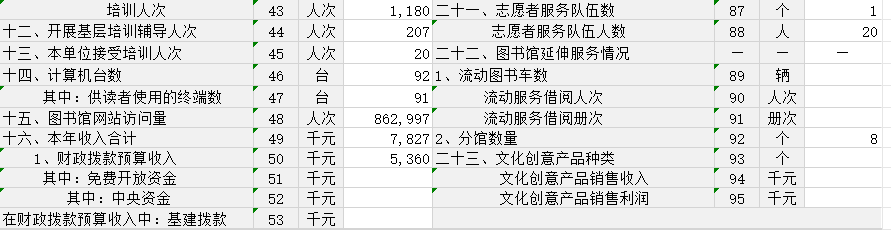 培训人次 43 人次 1,180 二十一、志愿者服务队伍数 87 个 1
十二、开展基层培训辅导人次 44 人次 207 志愿者服务队伍人数 88 人 20
十三、本单位接受培训人次 45 人次 20 二十二、图书馆延伸服务情况 — — —
十四、计算机台数 46 台 92 1、流动图书车数 89 辆
其中：供读者使用的终端数 47 台 91 流动服务借阅人次 90 人次
十五、图书馆网站访问量 48 人次 862,997 流动服务借阅册次 91 册次
十六、本年收入合计 49 千元 7,827 2、分馆数量 92 个 8
1、财政拨款预算收入 50 千元 5,360 二十三、文化创意产品种类 93 个
其中：免费开放资金 51 千元 文化创意产品销售收入 94 千元
其中：中央资金 52 千元 文化创意产品销售利润 95 千元
在财政拨款预算收入中：基建拨款 53 千元